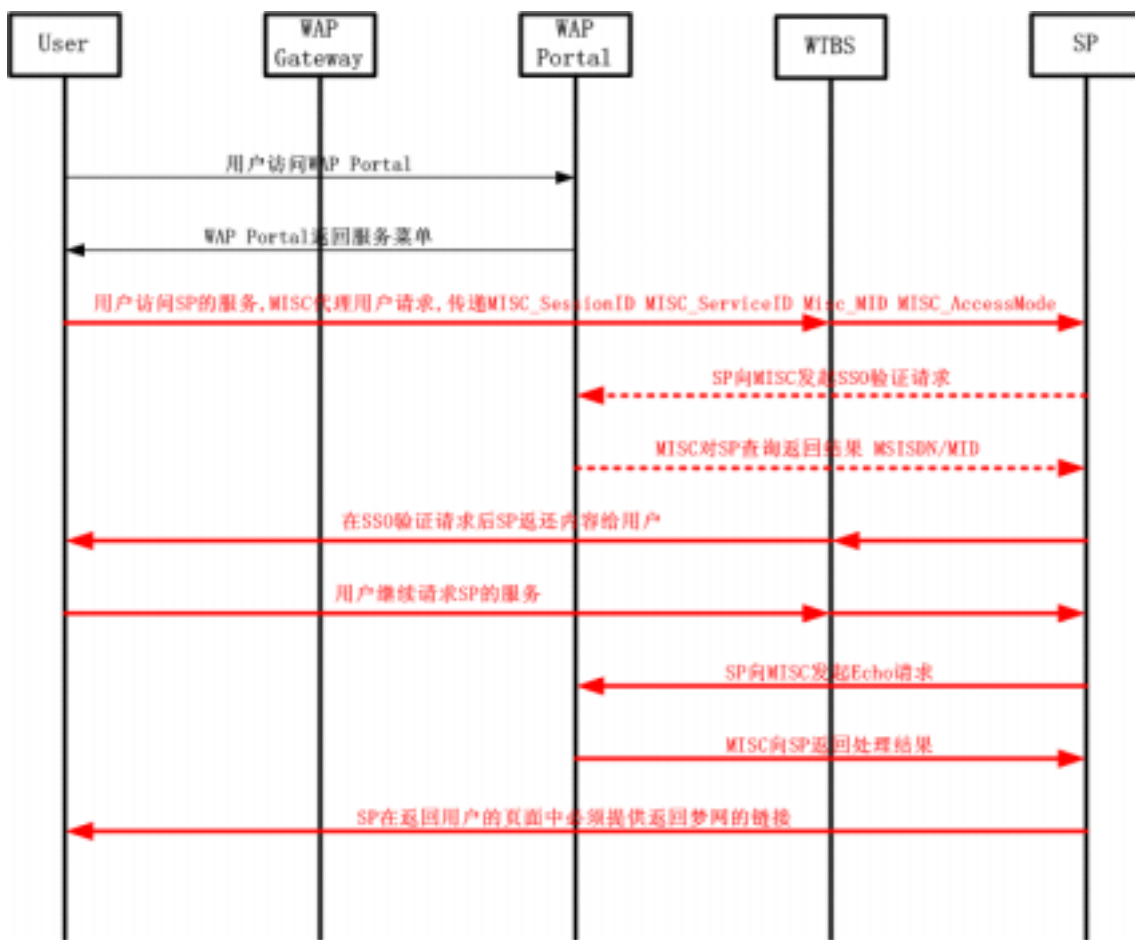 User
WAP
Gateway
WAP
Portal
WTBS
SP
用户访问WAP Portal
WAP Portal返回服务菜单
用户访问SP的服务,MISC代理用户请求,传递MISC_SessionID MISC_ServiceID Misc_MID MISC_AccessMode
SP向MISC发起SSO验证请求
MISC对SP查询返回结果 MSISDN/MID
在SSO验证请求后SP返还内容给用户
用户继续请求SP的服务
SP向MISC发起Echo请求
MISC向SP返回处理结果
SP在返回用户的页面中必须提供返回梦网的链接